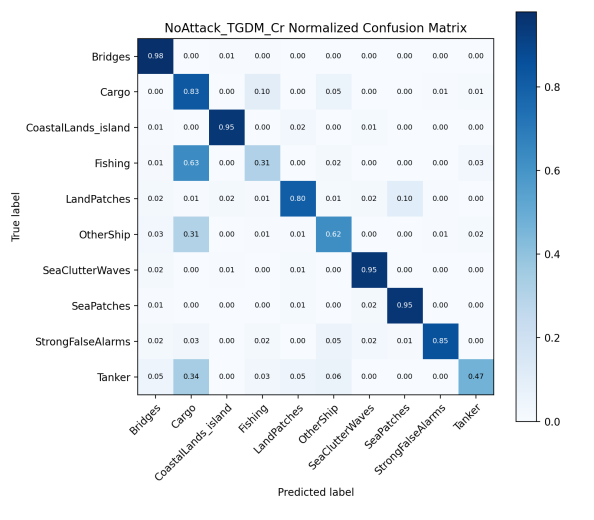 NoAttack_TGDM_Cr Normalized Confusion Matrix
True label
Bridges 0.98 0.00 0.01 0.00 0.00 0.00 0.00 0.00 0.00 0.00
Cargo 0.00 0.83 0.00 0.10 0.00 0.05 0.00 0.00 0.01 0.01
CoastalLands_island 0.01 0.00 0.95 0.00 0.02 0.00 0.01 0.00 0.00 0.00
Fishing 0.01 0.63 0.00 0.31 0.00 0.02 0.00 0.00 0.00 0.03
LandPatches 0.02 0.01 0.02 0.01 0.80 0.01 0.02 0.10 0.00 0.00
OtherShip 0.03 0.31 0.00 0.01 0.01 0.62 0.00 0.00 0.01 0.02
SeaClutterWaves 0.02 0.00 0.01 0.00 0.01 0.00 0.95 0.00 0.00 0.00
SeaPatches 0.01 0.00 0.00 0.01 0.01 0.00 0.02 0.95 0.00 0.00
StrongFalseAlarms 0.02 0.03 0.00 0.02 0.00 0.05 0.02 0.01 0.85 0.00
Tanker 0.05 0.34 0.00 0.03 0.05 0.06 0.00 0.00 0.00 0.47
Bridges
Cargo
CoastalLands_island
Fishing
LandPatches
OtherShip
SeaClutterWaves
SeaPatches
StrongFalseAlarms
Tanker
Predicted label
0.8
0.6
0.4
0.2
0.0